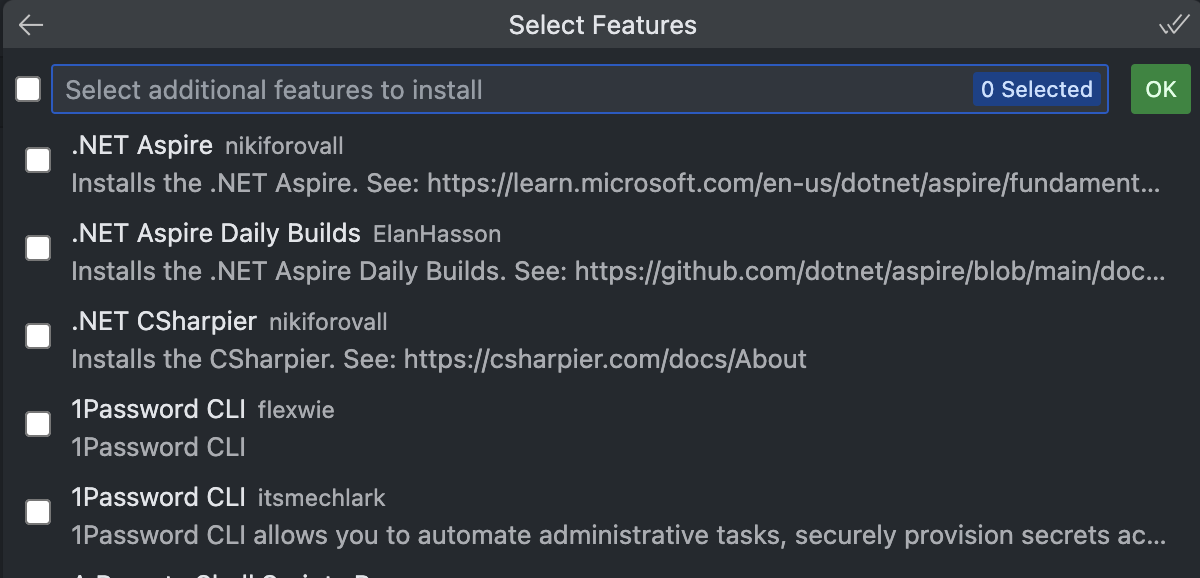 Select Features
Select additional features to install 0 Selected OK
.NET Aspire nikiforovall
Installs the .NET Aspire. See: https://learn.microsoft.com/en-us/dotnet/aspire/fundament...
.NET Aspire Daily Builds ElanHasson
Installs the .NET Aspire Daily Builds. See: https://github.com/dotnet/aspire/blob/main/doc...
.NET CSharpier nikiforovall
Installs the CSharpier. See: https://csharpier.com/docs/About
1Password CLI flexwie
1Password CLI
1Password CLI itsmechlark
1Password CLI allows you to automate administrative tasks, securely provision secrets ac...